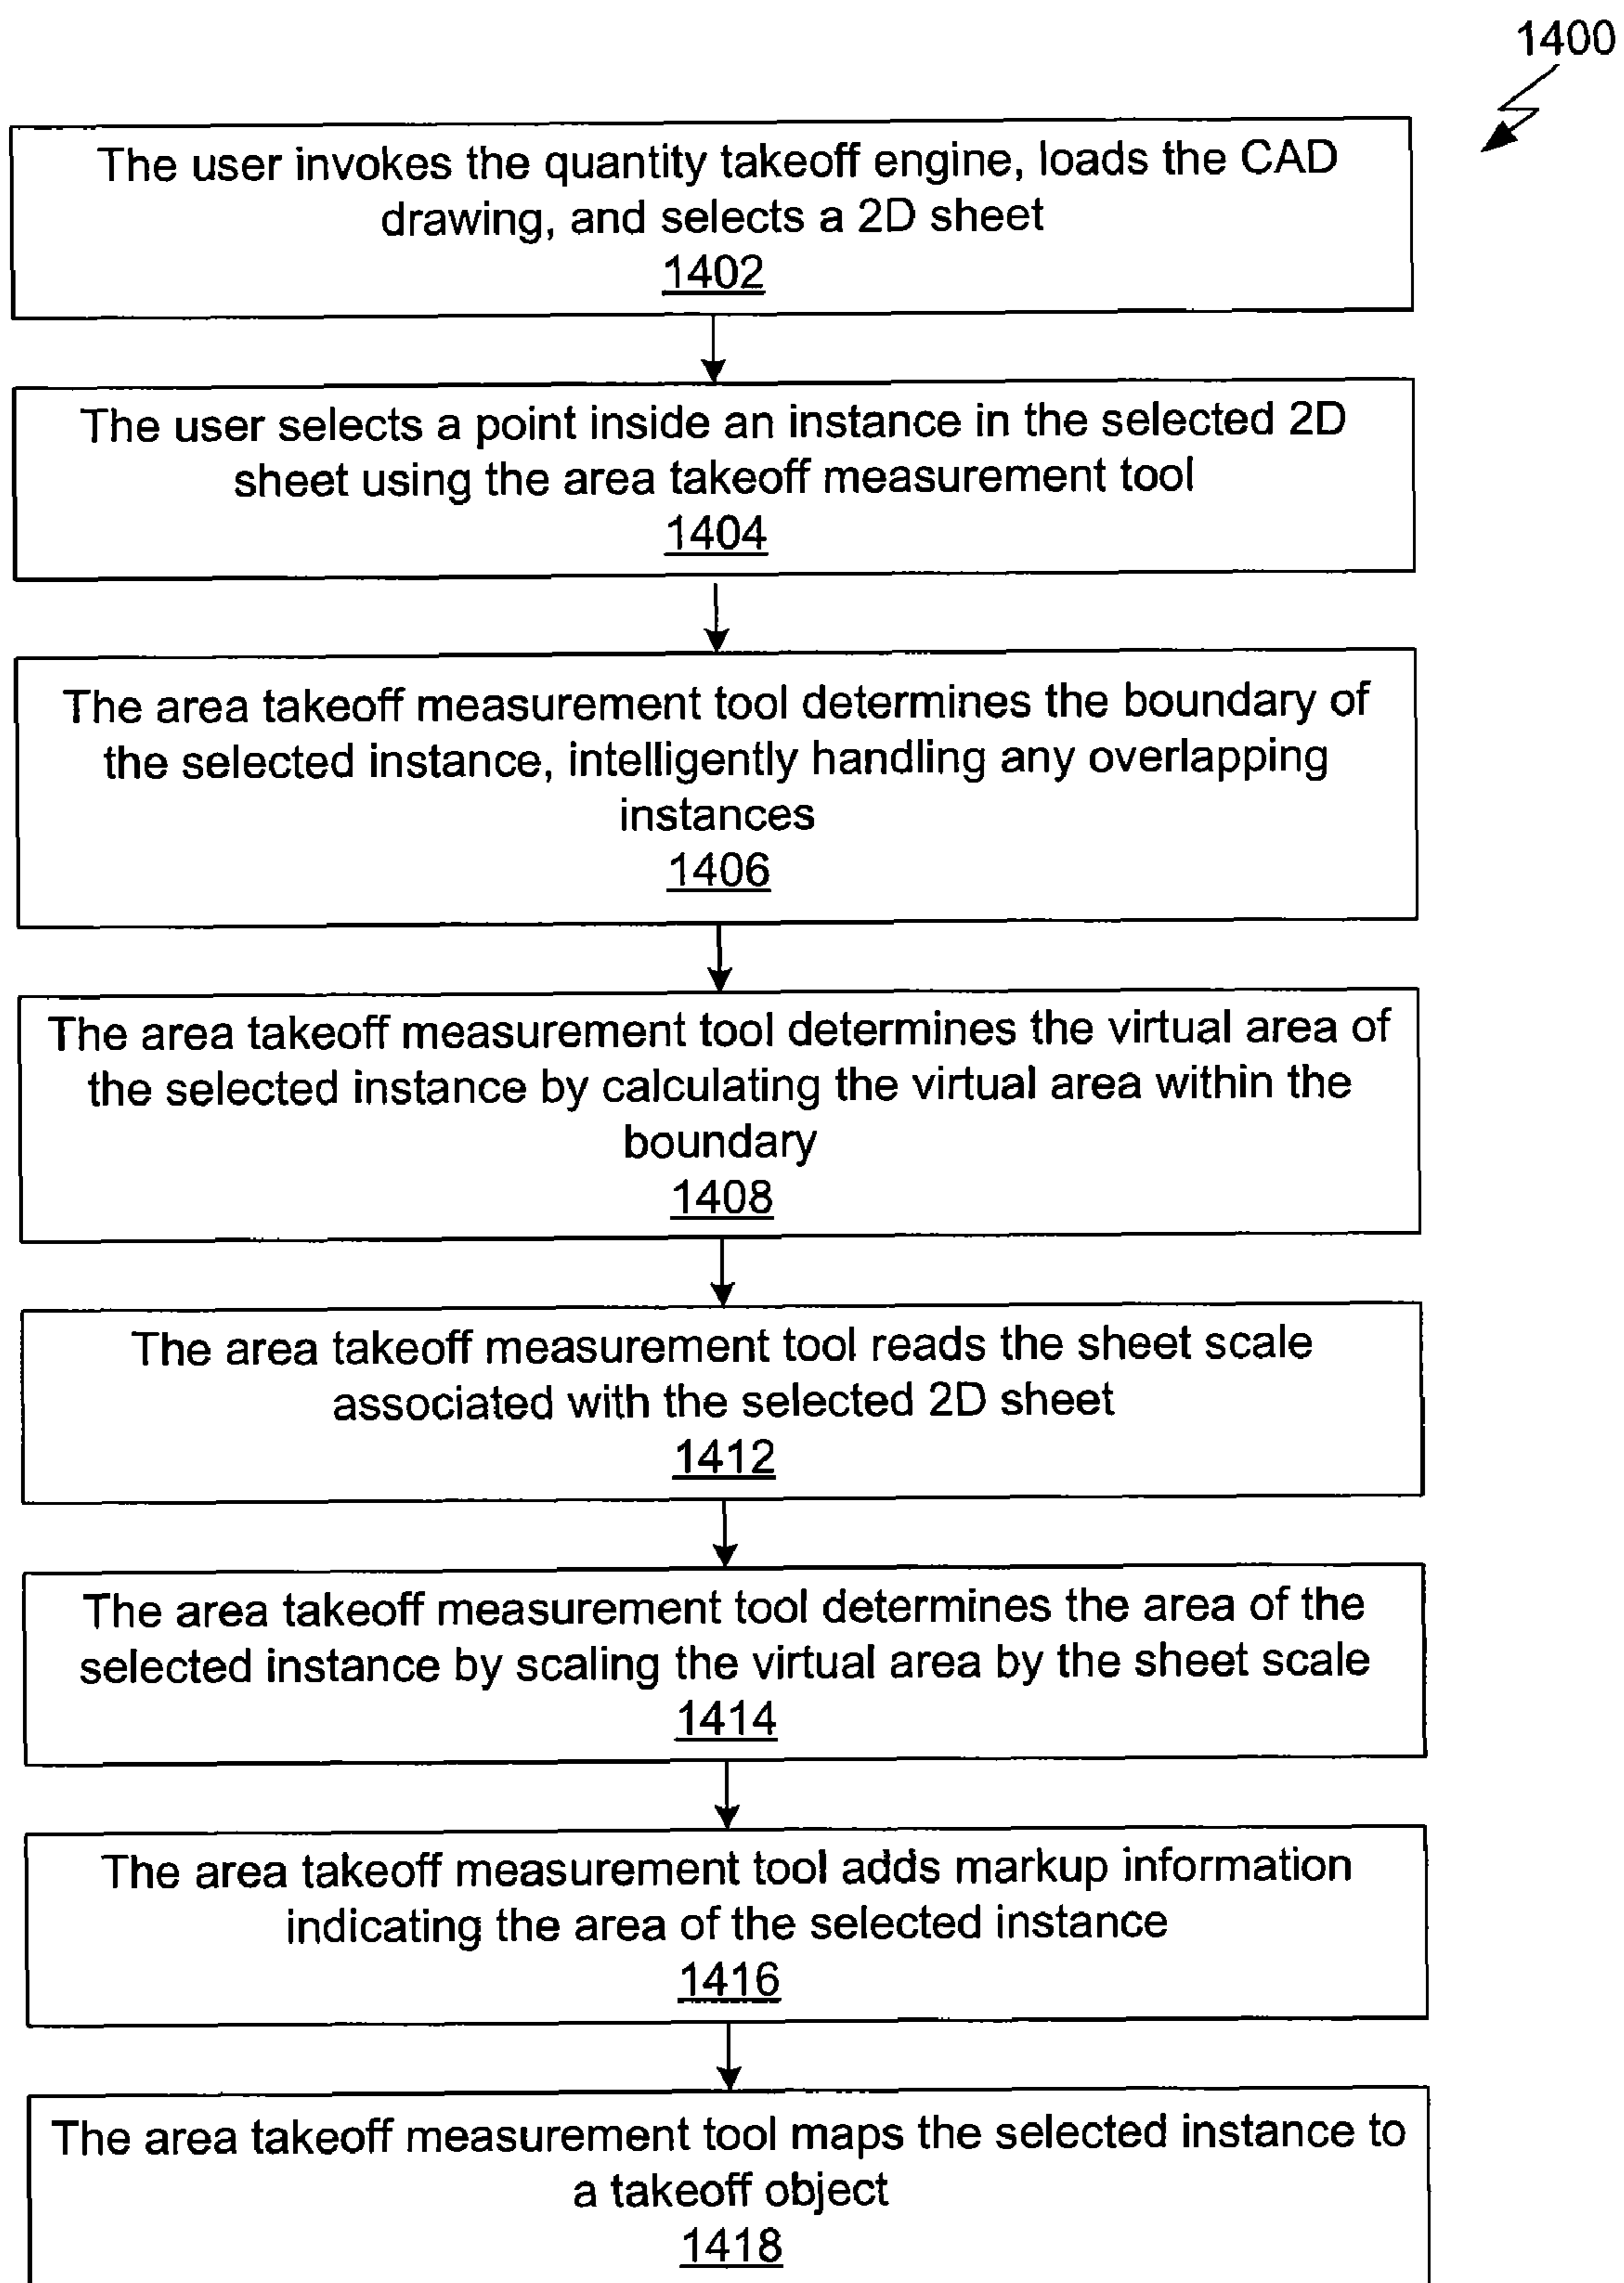 1400
The user invokes the quantity takeoff engine, loads the CAD
drawing, and selects a 2D sheet
1402
The user selects a point inside an instance in the selected 2D
sheet using the area takeoff measurement tool
1404
The area takeoff measurement tool determines the boundary of
the selected instance, intelligently handling any overlapping
instances
1406
The area takeoff measurement tool determines the virtual area of
the selected instance by calculating the virtual area within the
boundary
1408
The area takeoff measurement tool reads the sheet scale
associated with the selected 2D sheet
1412
The area takeoff measurement tool determines the area of the
selected instance by scaling the virtual area by the sheet scale
1414
The area takeoff measurement tool adds markup information
indicating the area of the selected instance
1416
The area takeoff measurement tool maps the selected instance to
a takeoff object
1418